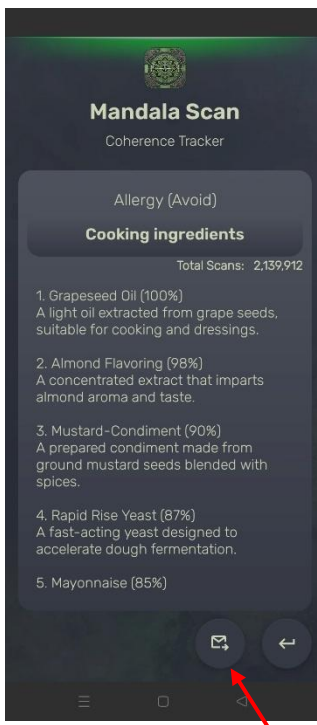 Mandala Scan
Coherence Tracker
Allergy (Avoid)
Cooking ingredients
Total Scans: 2,139,912
1. Grapeseed Oil (100%)
A light oil extracted from grape seeds,
suitable for cooking and dressings.
2. Almond Flavoring (98%)
A concentrated extract that imparts
almond aroma and taste.
3. Mustard-Condiment (90%)
A prepared condiment made from
ground mustard seeds blended with
spices.
4. Rapid Rise Yeast (87%)
A fast-acting yeast designed to
accelerate dough fermentation.
5. Mayonnaise (85%)